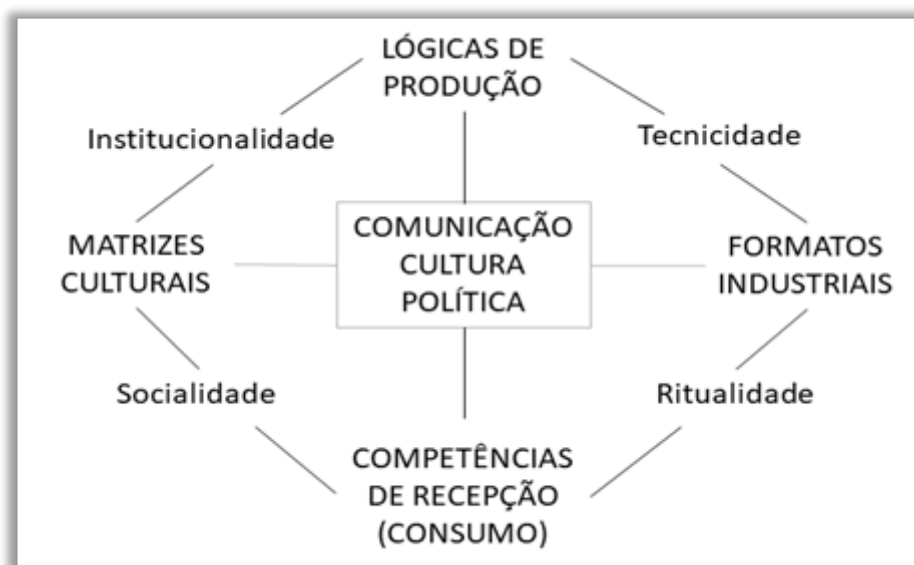 LÓGICAS DE
PRODUÇÃO
Institucionalidade
Tecnicidade
MATRIZES
CULTURAIS
COMUNICAÇÃO
CULTURA
POLÍTICA
FORMATOS
INDUSTRIAIS
Socialidade
Ritualidade
COMPETÊNCIAS
DE RECEPÇÃO
(CONSUMO)